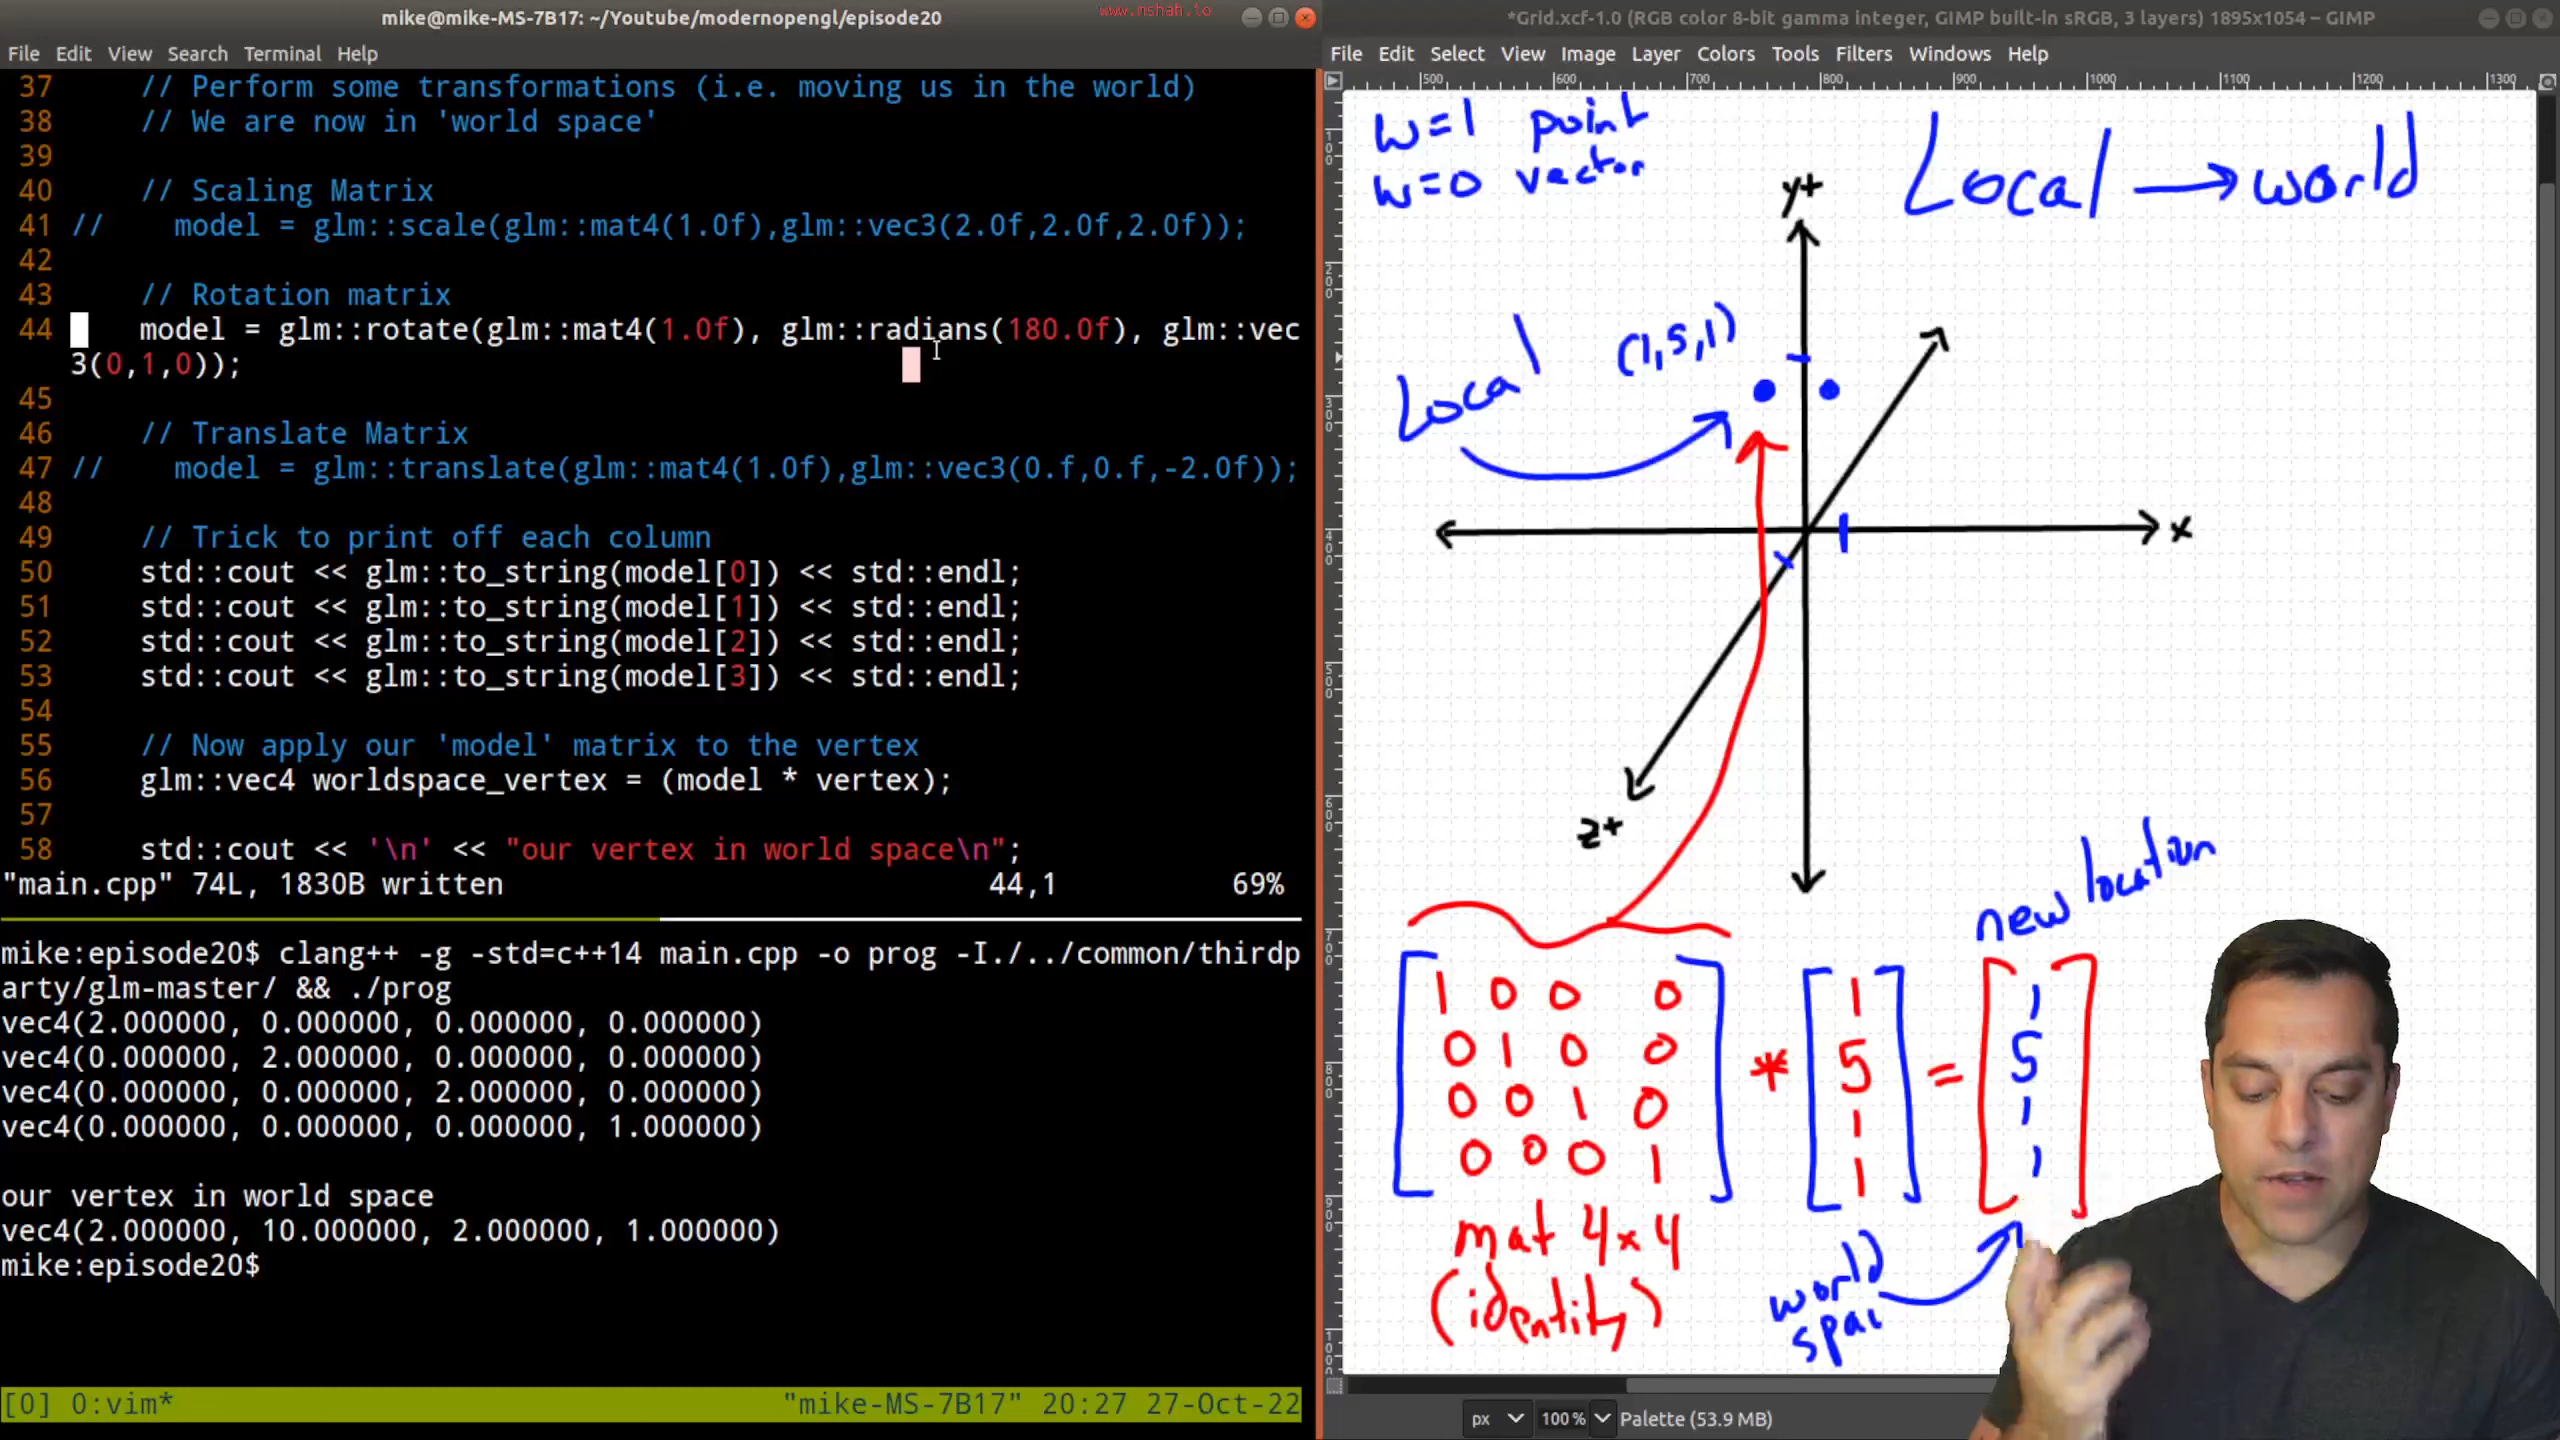 mike@mike-MS-7B17: ~/Youtube/modernopengl/episode20
www.mshah.io
File Edit View Search Terminal Help
37 // Perform some transformations (i.e. moving us in the world)
38 // We are now in 'world space'
39
40 // Scaling Matrix
41 // model = glm::scale(glm::mat4(1.0f),glm::vec3(2.0f,2.0f,2.0f));
42
43 // Rotation matrix
44 model = glm::rotate(glm::mat4(1.0f), glm::radians(180.0f), glm::vec
3(0,1,0));
45
46 // Translate Matrix
47 // model = glm::translate(glm::mat4(1.0f),glm::vec3(0.f,0.f,-2.0f));
48
49 // Trick to print off each column
50 std::cout << glm::to_string(model[0]) << std::endl;
51 std::cout << glm::to_string(model[1]) << std::endl;
52 std::cout << glm::to_string(model[2]) << std::endl;
53 std::cout << glm::to_string(model[3]) << std::endl;
54
55 // Now apply our 'model' matrix to the vertex
56 glm::vec4 worldspace_vertex = (model * vertex);
57
58 std::cout << '\n' << "our vertex in world space\n";
"main.cpp" 74L, 1830B written 44,1 69%
mike:episode20$ clang++ -g -std=c++14 main.cpp -o prog -I./../common/thirdp
arty/glm-master/ && ./prog
vec4(2.000000, 0.000000, 0.000000, 0.000000)
vec4(0.000000, 2.000000, 0.000000, 0.000000)
vec4(0.000000, 0.000000, 2.000000, 0.000000)
vec4(0.000000, 0.000000, 0.000000, 1.000000)
our vertex in world space
vec4(2.000000, 10.000000, 2.000000, 1.000000)
mike:episode20$
[0] 0:vim* "mike-MS-7B17" 20:27 27-Oct-22
*Grid.xcf-1.0 (RGB color 8-bit gamma integer, GIMP built-in sRGB, 3 layers) 1895x1054 – GIMP
File Edit Select View Image Layer Colors Tools Filters Windows Help
500 600 700 800 900 1000 1100 1200 1300
w=1 point
w=0 vector
Local → world
y+
Local (1,5,1)
x
z+
new location
1 0 0 0
0 1 0 0
0 0 1 0
0 0 0 1
*
1
5
1
1
=
1
5
1
1
mat 4x4
(identity)
world
spac
px 100% Palette (53.9 MB)